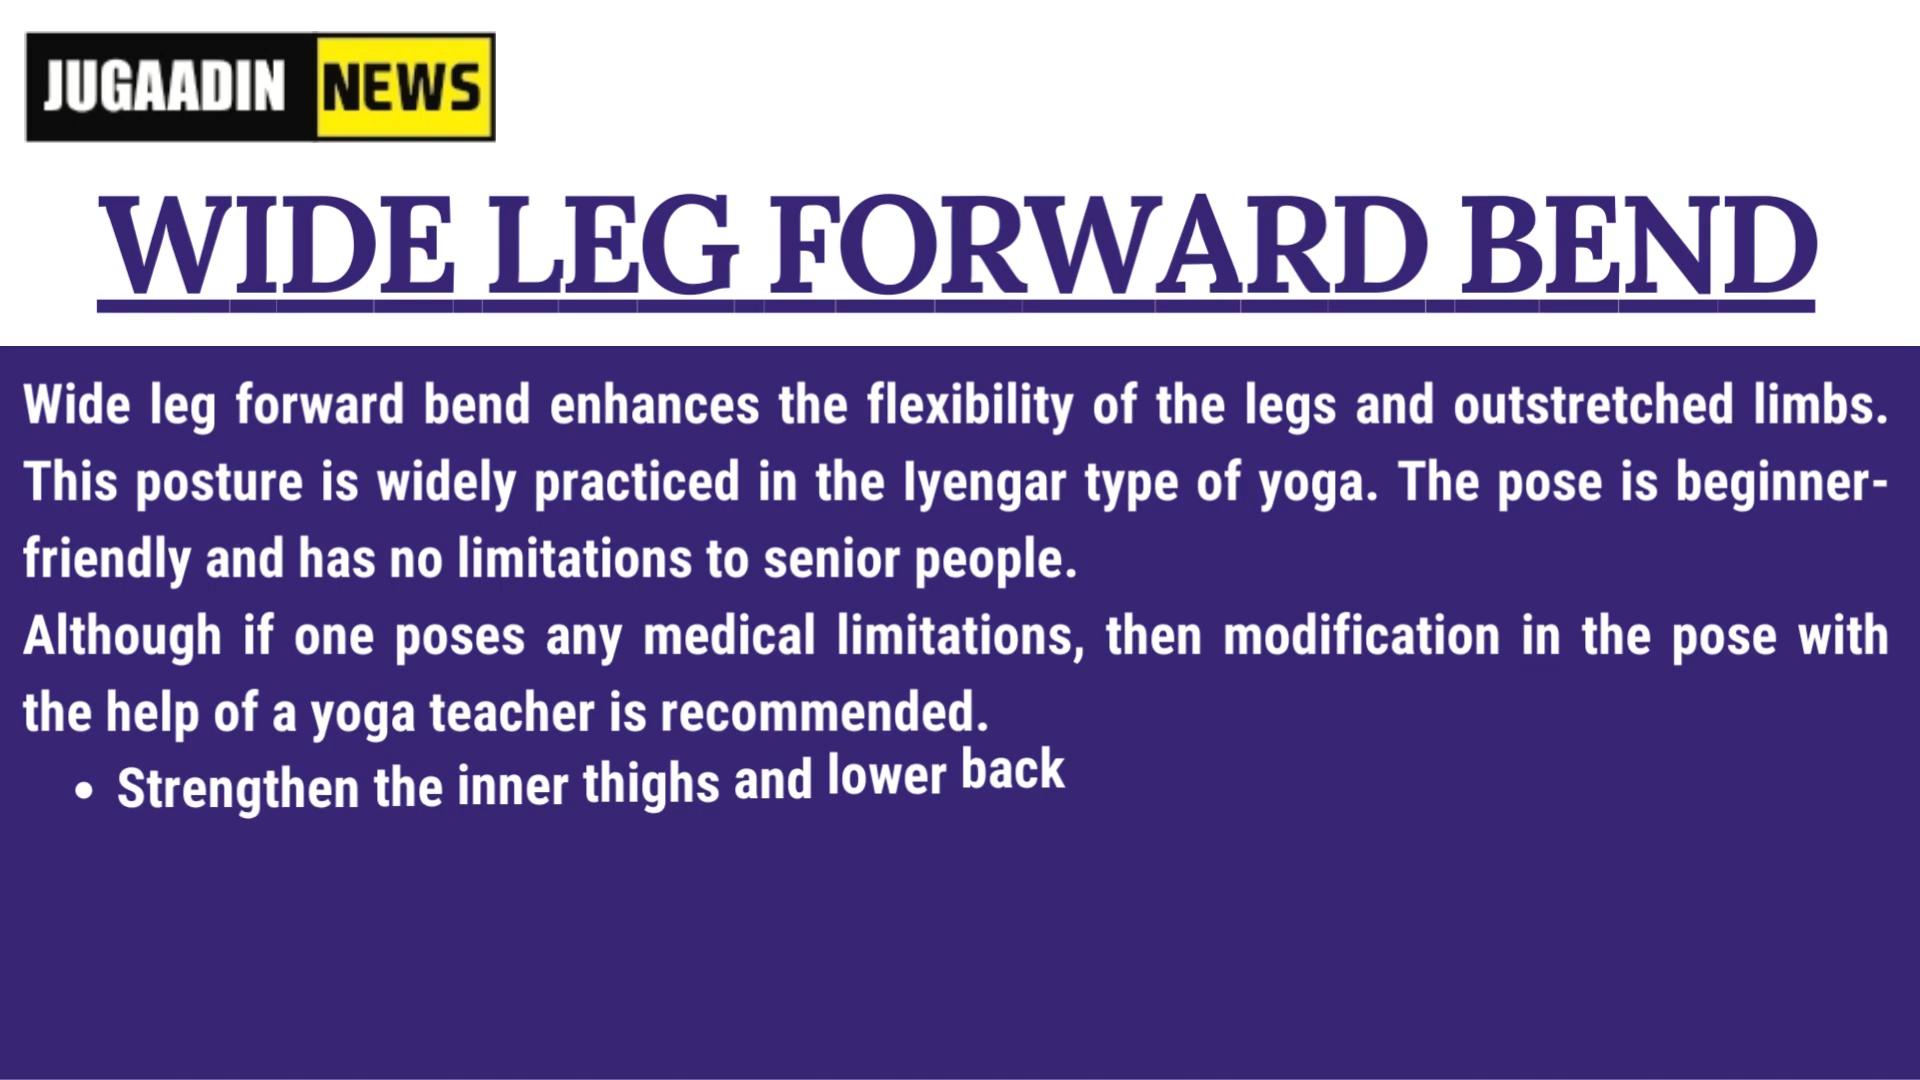 JUGAADIN NEWS
WIDE LEG FORWARD BEND
Wide leg forward bend enhances the flexibility of the legs and outstretched limbs.
This posture is widely practiced in the Iyengar type of yoga. The pose is beginner-
friendly and has no limitations to senior people.
Although if one poses any medical limitations, then modification in the pose with
the help of a yoga teacher is recommended.
• Strengthen the inner thighs and lower back